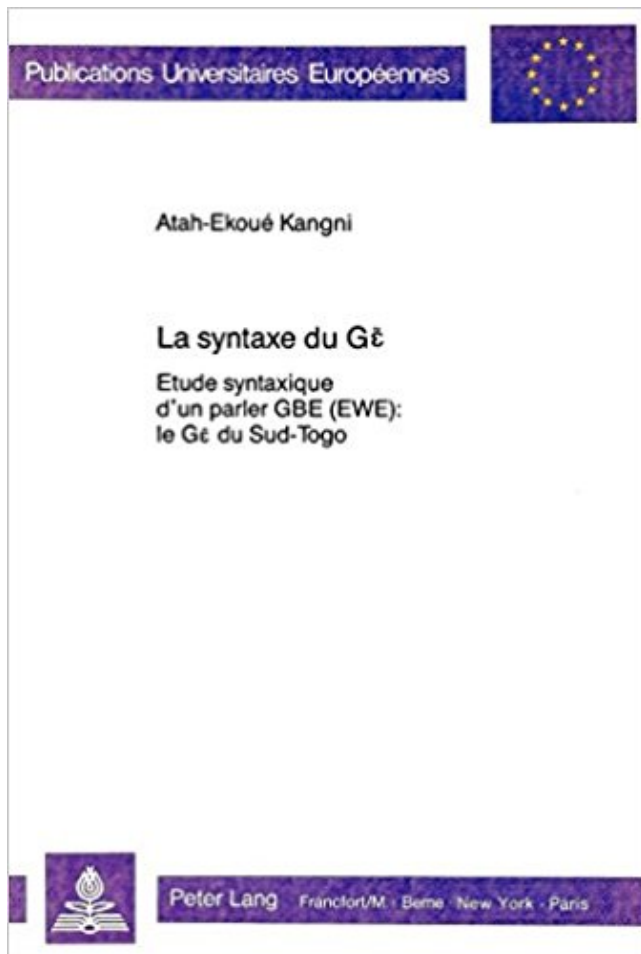 Publications Universitaires Européennes
Atah-Ekoué Kangni
La syntaxe du Gɛ̃
Etude syntaxique
d'un parler GBE (EWE):
le Gɛ̃ du Sud-Togo
Peter Lang Francfort/M · Berne · New York · Paris